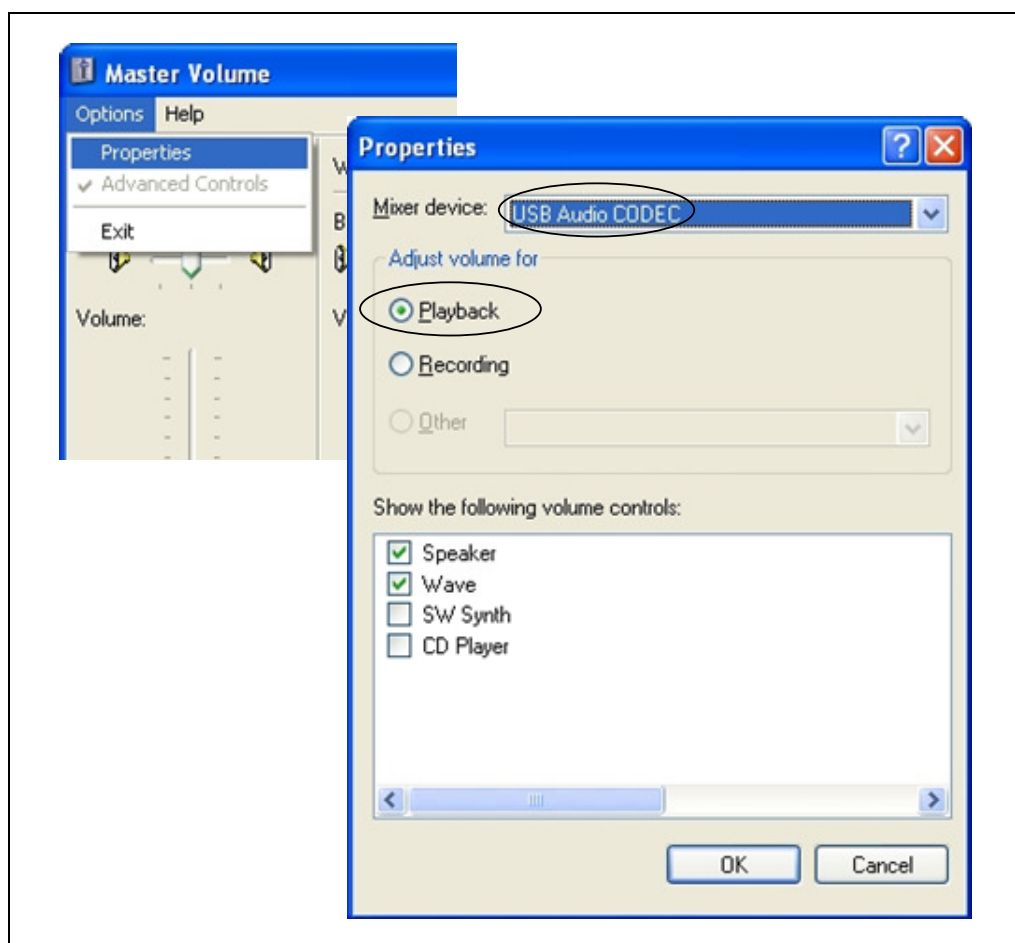 Master Volume
Options Help
Properties
Advanced Controls
Exit
Volume:
W
B
V
Properties
Mixer device: USB Audio CODEC
Adjust volume for
Playback
Recording
Other
Show the following volume controls:
Speaker
Wave
SW Synth
CD Player
OK Cancel